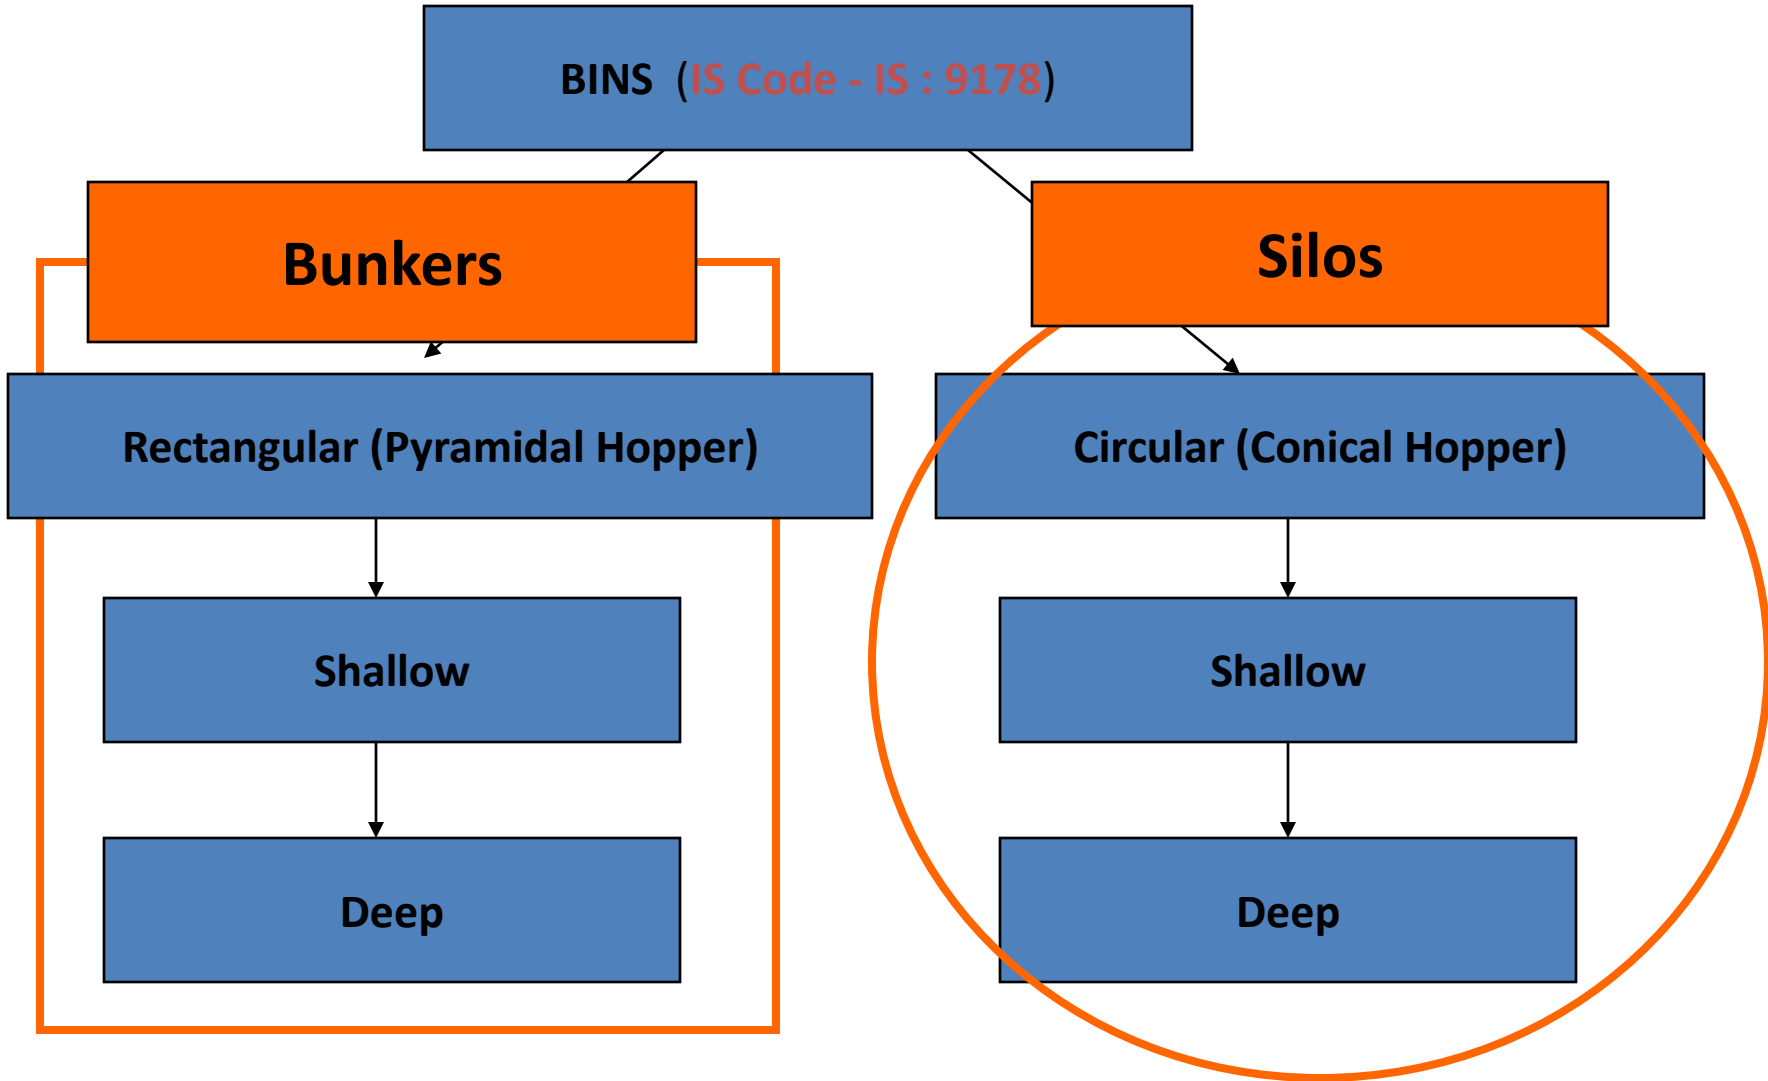 BINS (IS Code - IS : 9178)
Bunkers
Silos
Rectangular (Pyramidal Hopper)
Circular (Conical Hopper)
Shallow
Shallow
Deep
Deep